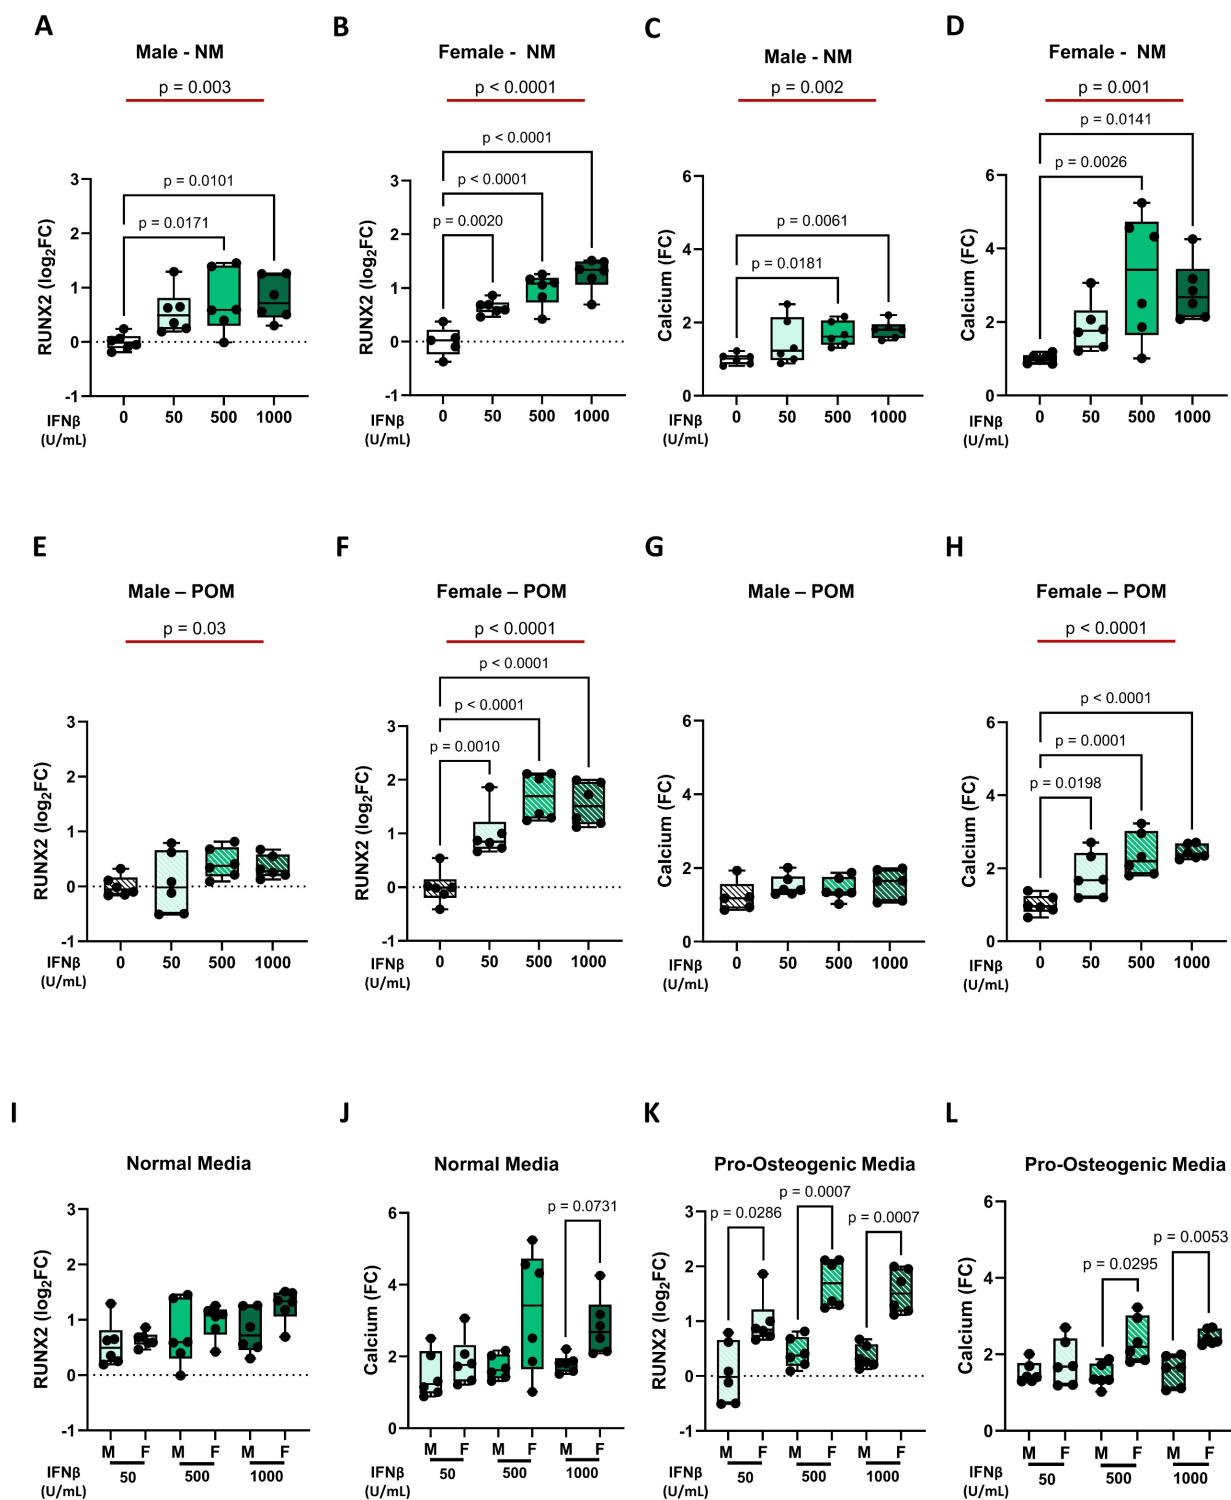 A
B
C
D
Male - NM
Female - NM
Male - NM
Female - NM
p = 0.003
p < 0.0001
p = 0.002
p = 0.001
p = 0.0101
p = 0.0171
RUNX2 (log2FC)
3
2
1
0
-1
0 50 500 1000
IFNβ
(U/mL)
p < 0.0001
p < 0.0001
p = 0.0020
RUNX2 (log2FC)
3
2
1
0
-1
0 50 500 1000
IFNβ
(U/mL)
p = 0.0061
p = 0.0181
Calcium (FC)
6
4
2
0
0 50 500 1000
IFNβ
(U/mL)
p = 0.0141
p = 0.0026
Calcium (FC)
6
4
2
0
0 50 500 1000
IFNβ
(U/mL)
E
F
G
H
Male – POM
Female – POM
Male – POM
Female – POM
p = 0.03
p < 0.0001
p < 0.0001
RUNX2 (log2FC)
3
2
1
0
-1
0 50 500 1000
IFNβ
(U/mL)
p < 0.0001
p < 0.0001
p = 0.0010
RUNX2 (log2FC)
3
2
1
0
-1
0 50 500 1000
IFNβ
(U/mL)
Calcium (FC)
6
4
2
0
0 50 500 1000
IFNβ
(U/mL)
p < 0.0001
p = 0.0001
p = 0.0198
Calcium (FC)
6
4
2
0
0 50 500 1000
IFNβ
(U/mL)
I
J
K
L
Normal Media
Normal Media
Pro-Osteogenic Media
Pro-Osteogenic Media
RUNX2 (log2FC)
3
2
1
0
-1
M F M F M F
IFNβ 50 500 1000
(U/mL)
p = 0.0731
Calcium (FC)
6
4
2
0
M F M F M F
IFNβ 50 500 1000
(U/mL)
p = 0.0007
p = 0.0286
p = 0.0007
RUNX2 (log2FC)
3
2
1
0
-1
M F M F M F
IFNβ 50 500 1000
(U/mL)
p = 0.0053
p = 0.0295
Calcium (FC)
6
4
2
0
M F M F M F
IFNβ 50 500 1000
(U/mL)